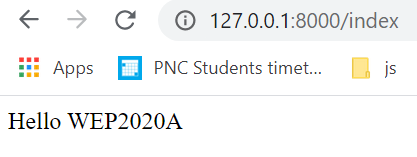 127.0.0.1:8000/index
Apps PNC Students timet... js
Hello WEP2020A